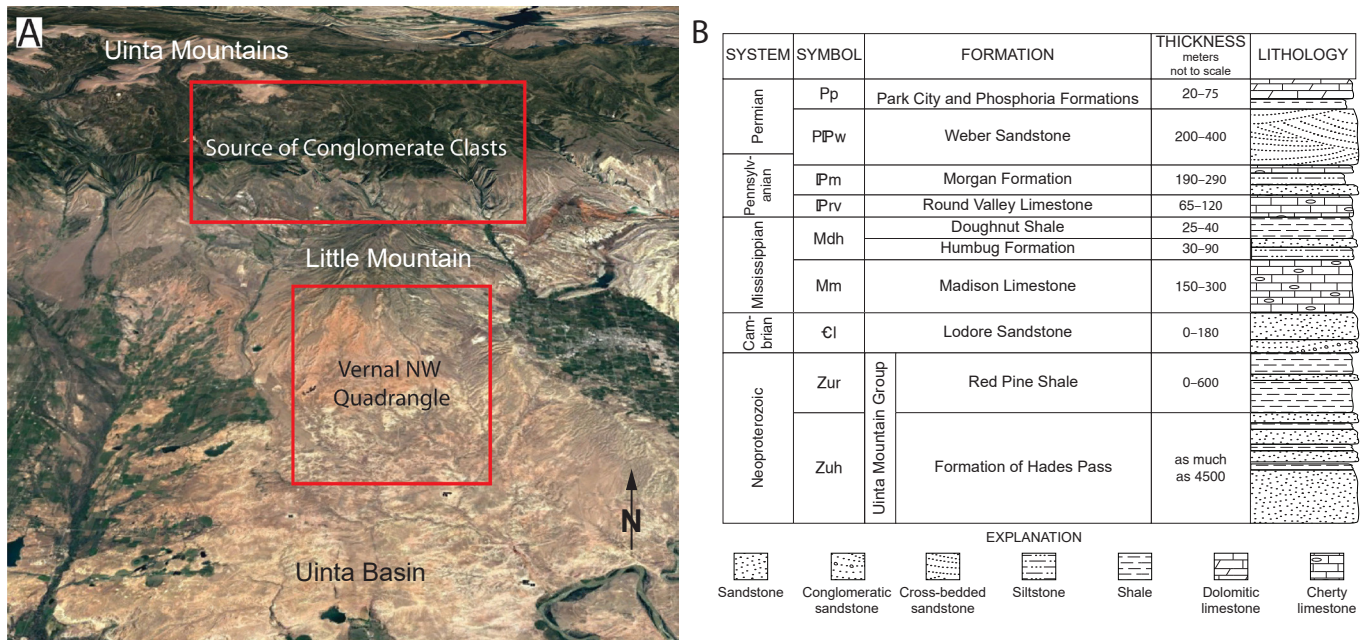 A
Uinta Mountains
Source of Conglomerate Clasts
Little Mountain
Vernal NW
Quadrangle
N
Uinta Basin
B
SYSTEM SYMBOL FORMATION THICKNESS meters not to scale LITHOLOGY
Permian
Pp Park City and Phosphoria Formations 20–75
PℙPw Weber Sandstone 200–400
Pennsylv-
anian
ℙPm Morgan Formation 190–290
ℙPrv Round Valley Limestone 65–120
Mississippian
Mdh Doughnut Shale 25–40
Humbug Formation 30–90
Mm Madison Limestone 150–300
Cam-
brian
Єl Lodore Sandstone 0–180
Neoproterozoic
Uinta Mountain Group
Zur Red Pine Shale 0–600
Zuh Formation of Hades Pass as much
as 4500
EXPLANATION
Sandstone
Conglomeratic
sandstone
Cross-bedded
sandstone
Siltstone
Shale
Dolomitic
limestone
Cherty
limestone